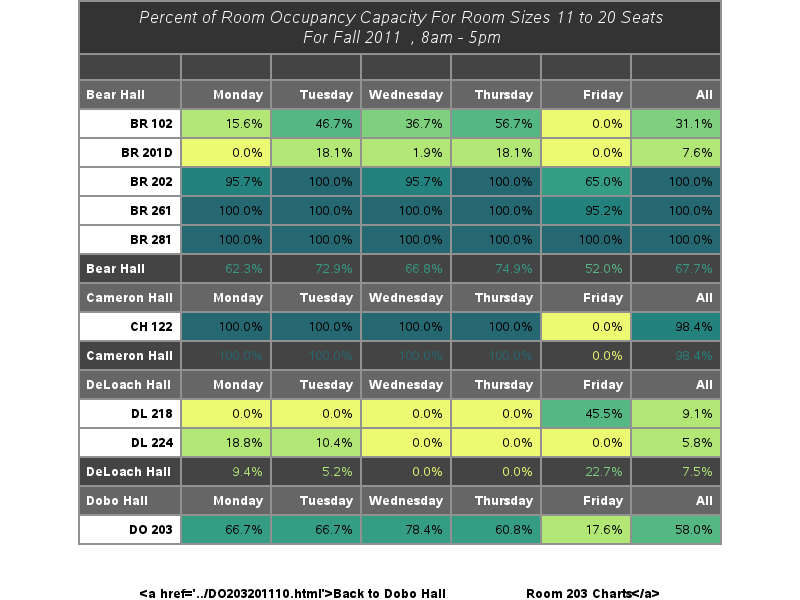 Percent of Room Occupancy Capacity For Room Sizes 11 to 20 Seats
For Fall 2011 , 8am - 5pm
Bear Hall Monday Tuesday Wednesday Thursday Friday All
BR 102 15.6% 46.7% 36.7% 56.7% 0.0% 31.1%
BR 201D 0.0% 18.1% 1.9% 18.1% 0.0% 7.6%
BR 202 95.7% 100.0% 95.7% 100.0% 65.0% 100.0%
BR 261 100.0% 100.0% 100.0% 100.0% 95.2% 100.0%
BR 281 100.0% 100.0% 100.0% 100.0% 100.0% 100.0%
Bear Hall 62.3% 72.9% 66.8% 74.9% 52.0% 67.7%
Cameron Hall Monday Tuesday Wednesday Thursday Friday All
CH 122 100.0% 100.0% 100.0% 100.0% 0.0% 98.4%
Cameron Hall 100.0% 100.0% 100.0% 100.0% 0.0% 98.4%
DeLoach Hall Monday Tuesday Wednesday Thursday Friday All
DL 218 0.0% 0.0% 0.0% 0.0% 45.5% 9.1%
DL 224 18.8% 10.4% 0.0% 0.0% 0.0% 5.8%
DeLoach Hall 9.4% 5.2% 0.0% 0.0% 22.7% 7.5%
Dobo Hall Monday Tuesday Wednesday Thursday Friday All
DO 203 66.7% 66.7% 78.4% 60.8% 17.6% 58.0%
<a href='../DO203201110.html'>Back to Dobo Hall Room 203 Charts</a>